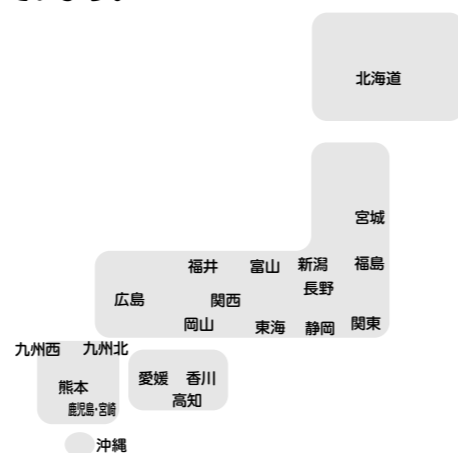 北海道
宮城
福井 富山 新潟 福島
長野
広島 関西
岡山 東海 静岡 関東
九州西 九州北
愛媛 香川
熊本
高知
鹿児島・宮崎
沖縄